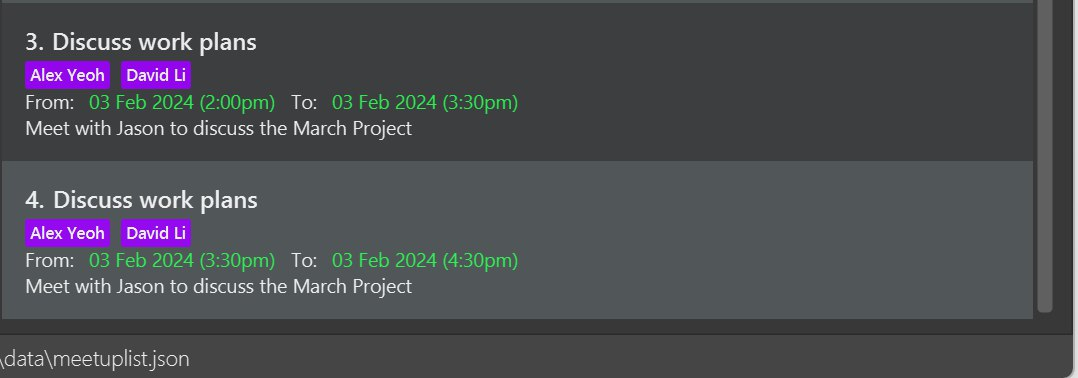 3. Discuss work plans
Alex Yeoh David Li
From: 03 Feb 2024 (2:00pm) To: 03 Feb 2024 (3:30pm)
Meet with Jason to discuss the March Project
4. Discuss work plans
Alex Yeoh David Li
From: 03 Feb 2024 (3:30pm) To: 03 Feb 2024 (4:30pm)
Meet with Jason to discuss the March Project
\data\meetuplist.json